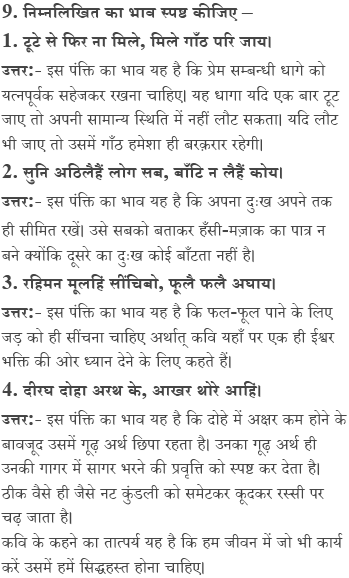 9. निम्नलिखित का भाव स्पष्ट कीजिए –
1. टूटे से फिर ना मिले, मिले गाँठ परि जाय।
उत्तर:- इस पंक्ति का भाव यह है कि प्रेम सम्बन्धी धागे को
यत्नपूर्वक सहेजकर रखना चाहिए। यह धागा यदि एक बार टूट
जाए तो अपनी सामान्य स्थिति में नहीं लौट सकता। यदि लौट
भी जाए तो उसमें गाँठ हमेशा ही बरक़रार रहेगी।
2. सुनि अठिलैहैं लोग सब, बाँटि न लैहैं कोय।
उत्तर:- इस पंक्ति का भाव यह है कि अपना दुःख अपने तक
ही सीमित रखें। उसे सबको बताकर हँसी-मज़ाक का पात्र न
बने क्योंकि दूसरे का दुःख कोई बाँटता नहीं है।
3. रहिमन मूलहिं सींचिबो, फूलै फलै अघाय।
उत्तर:- इस पंक्ति का भाव यह है कि फल-फूल पाने के लिए
जड़ को ही सींचना चाहिए अर्थात् कवि यहाँ पर एक ही ईश्वर
भक्ति की ओर ध्यान देने के लिए कहते हैं।
4. दीरघ दोहा अरथ के, आखर थोरे आहिं।
उत्तर:- इस पंक्ति का भाव यह है कि दोहे में अक्षर कम होने के
बावजूद उसमें गूढ़ अर्थ छिपा रहता है। उनका गूढ़ अर्थ ही
उनकी गागर में सागर भरने की प्रवृत्ति को स्पष्ट कर देता है।
ठीक वैसे ही जैसे नट कुंडली को समेटकर कूदकर रस्सी पर
चढ़ जाता है।
कवि के कहने का तात्पर्य यह है कि हम जीवन में जो भी कार्य
करें उसमें हमें सिद्धहस्त होना चाहिए।